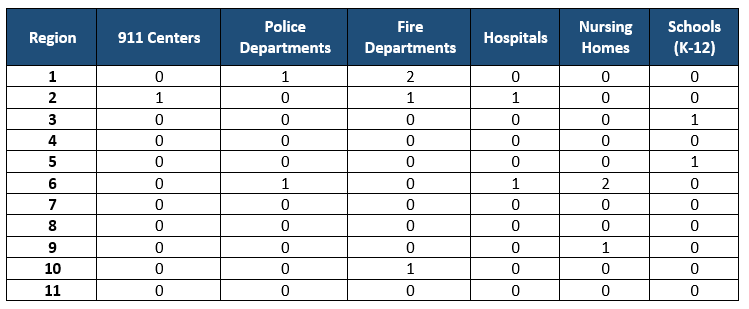 Region 911 Centers Police Departments Fire Departments Hospitals Nursing Homes Schools (K-12)
1 0 1 2 0 0 0
2 1 0 1 1 0 0
3 0 0 0 0 0 1
4 0 0 0 0 0 0
5 0 0 0 0 0 1
6 0 1 0 1 2 0
7 0 0 0 0 0 0
8 0 0 0 0 0 0
9 0 0 0 0 1 0
10 0 0 1 0 0 0
11 0 0 0 0 0 0